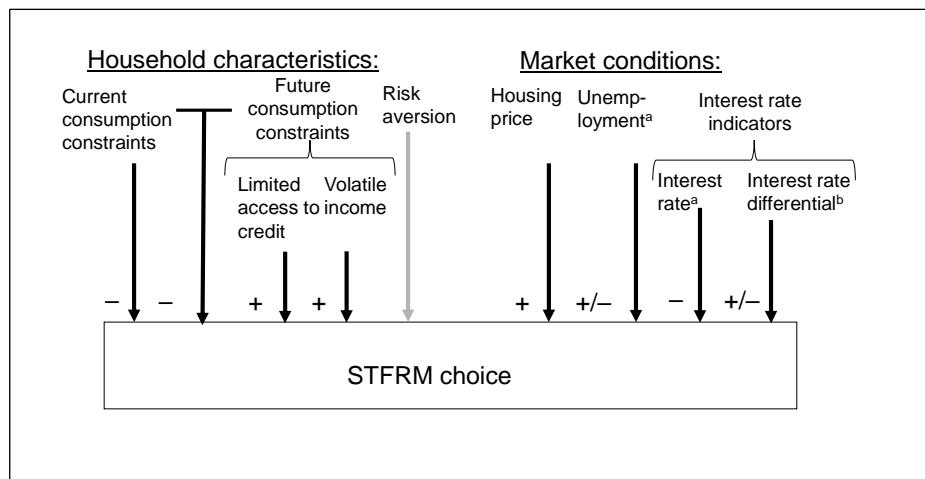 Household characteristics:
Current
consumption
constraints
Future
consumption
constraints
Risk
aversion
Limited
access to
credit
Volatile
income
Market conditions:
Housing
price
Unemp-
loymentᵃ
Interest rate
indicators
Interest
rateᵃ
Interest rate
differentialᵇ
– – + + + +/– – +/–
STFRM choice